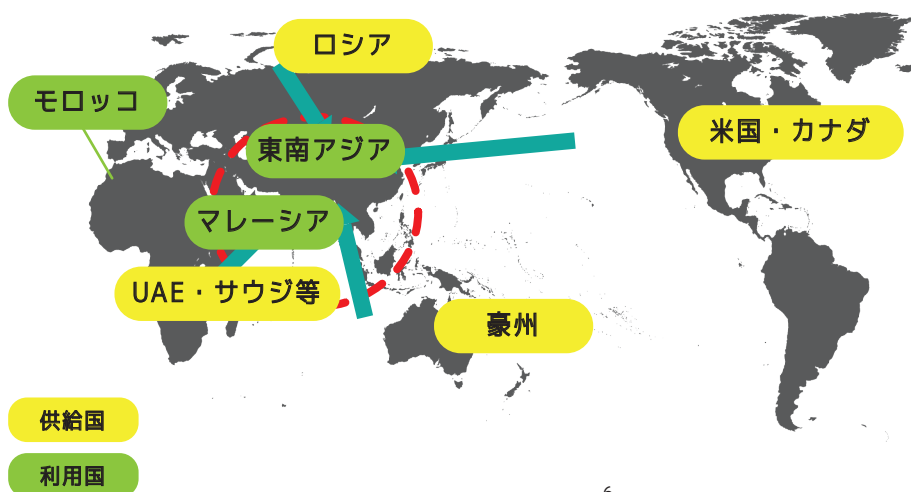 ロシア
モロッコ
米国・カナダ
東南アジア
マレーシア
UAE・サウジ等
豪州
供給国
利用国